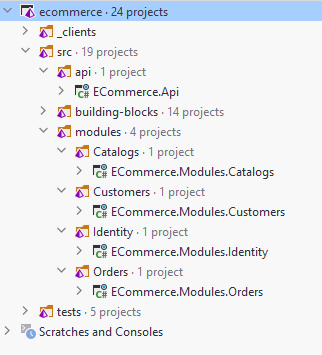 ecommerce · 24 projects
_clients
src · 19 projects
api · 1 project
C# ECommerce.Api
building-blocks · 14 projects
modules · 4 projects
Catalogs · 1 project
C# ECommerce.Modules.Catalogs
Customers · 1 project
C# ECommerce.Modules.Customers
Identity · 1 project
C# ECommerce.Modules.Identity
Orders · 1 project
C# ECommerce.Modules.Orders
tests · 5 projects
Scratches and Consoles